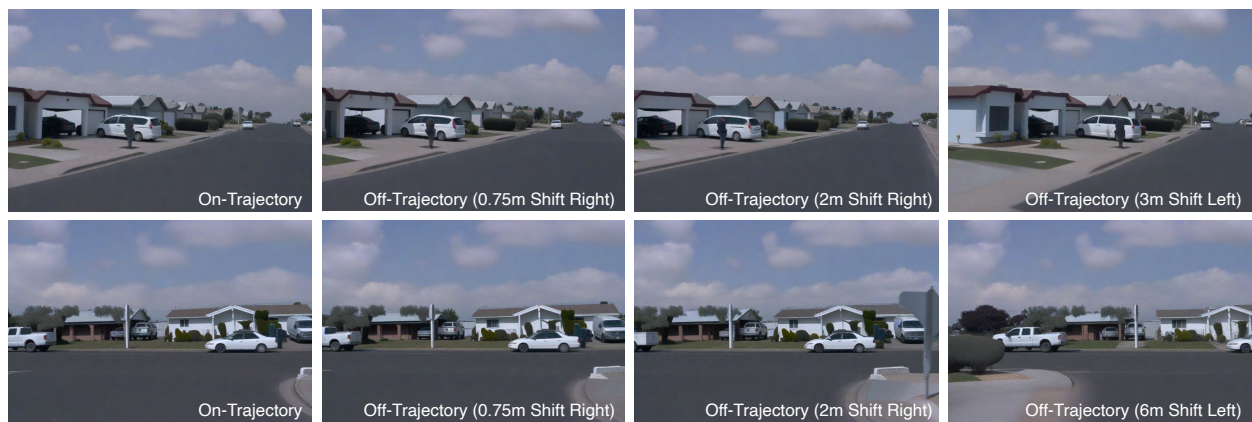 On-Trajectory
Off-Trajectory (0.75m Shift Right)
Off-Trajectory (2m Shift Right)
Off-Trajectory (3m Shift Left)
On-Trajectory
Off-Trajectory (0.75m Shift Right)
Off-Trajectory (2m Shift Right)
Off-Trajectory (6m Shift Left)